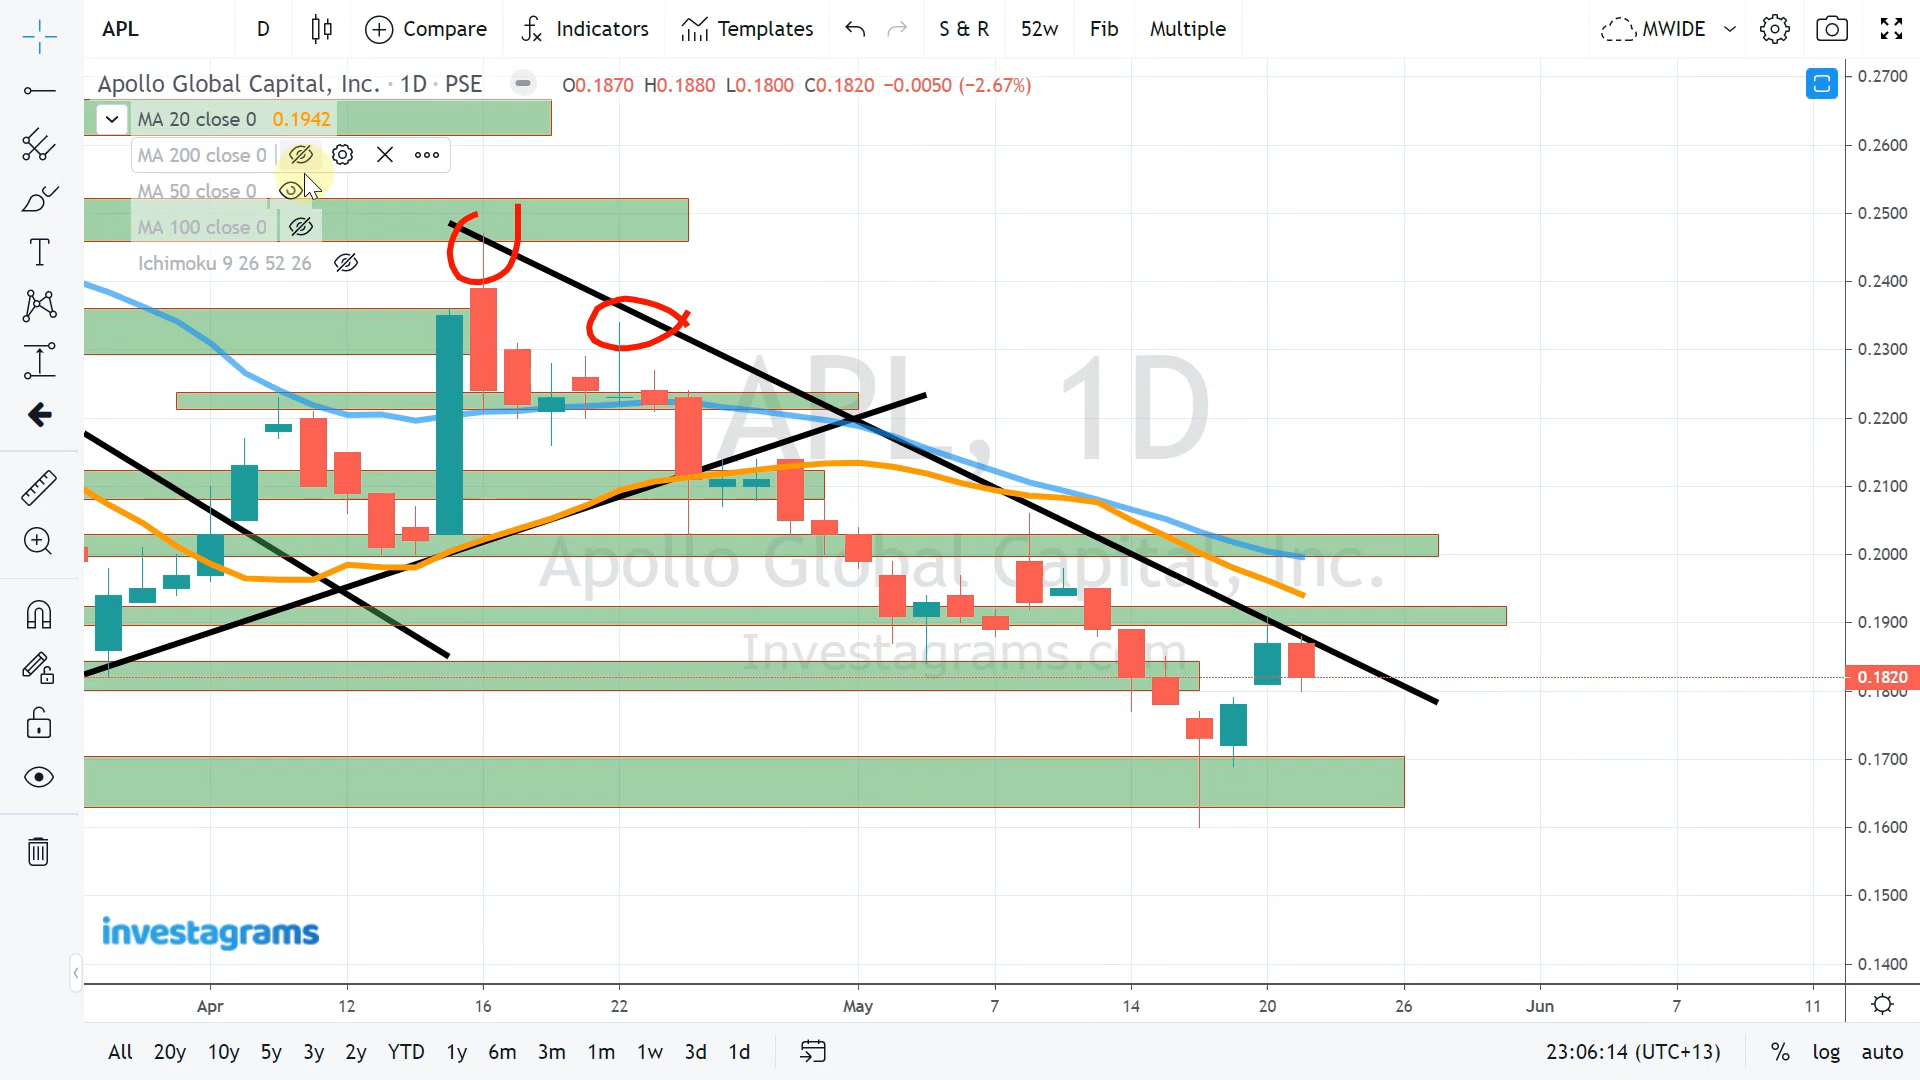 APL D Compare Indicators Templates S & R 52w Fib Multiple MWIDE
Apollo Global Capital, Inc. · 1D · PSE O0.1870 H0.1880 L0.1800 C0.1820 −0.0050 (−2.67%)
MA 20 close 0 0.1942
MA 200 close 0
MA 50 close 0
MA 100 close 0
Ichimoku 9 26 52 26
APL, 1D
Apollo Global Capital, Inc.
Investagrams.com
0.2700
0.2600
0.2500
0.2400
0.2300
0.2200
0.2100
0.2000
0.1900
0.1820
0.1800
0.1700
0.1600
0.1500
0.1400
investagrams
Apr 12 16 22 May 7 14 20 26 Jun 7 11
All 20y 10y 5y 3y 2y YTD 1y 6m 3m 1m 1w 3d 1d 23:06:14 (UTC+13) % log auto